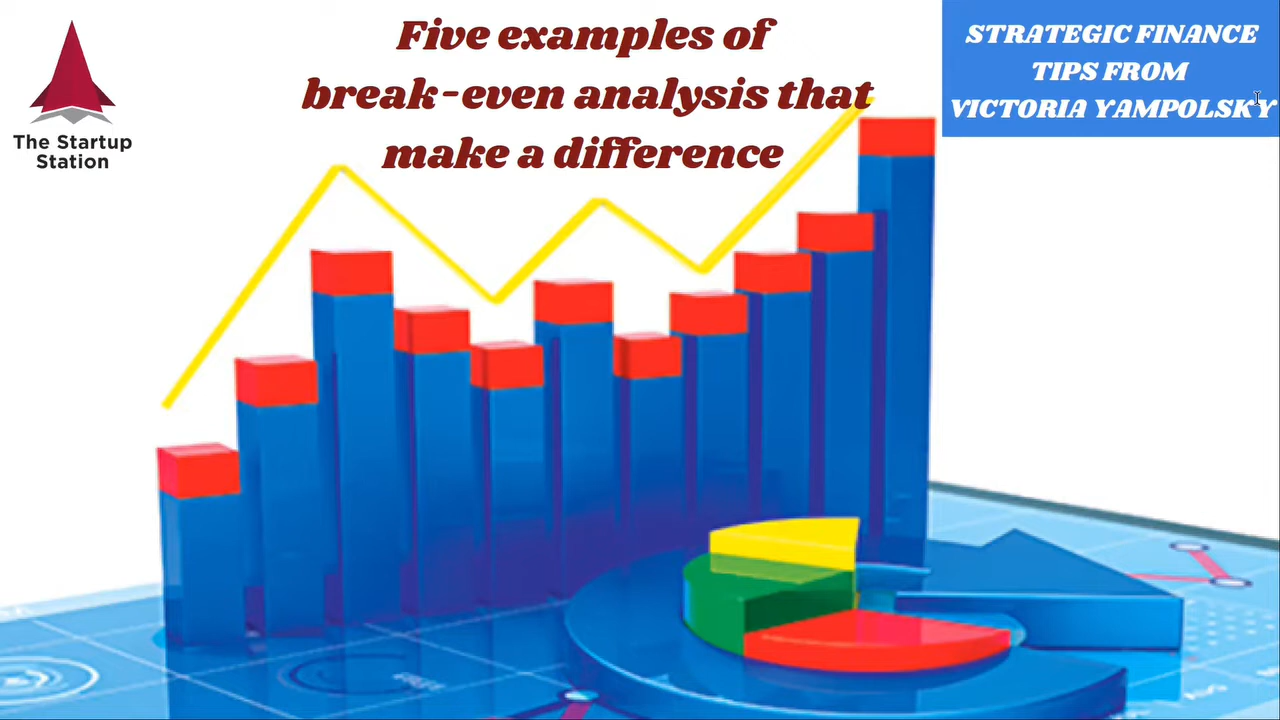 The Startup
Station
Five examples of
break-even analysis that
make a difference
STRATEGIC FINANCE
TIPS FROM
VICTORIA YAMPOLSKY